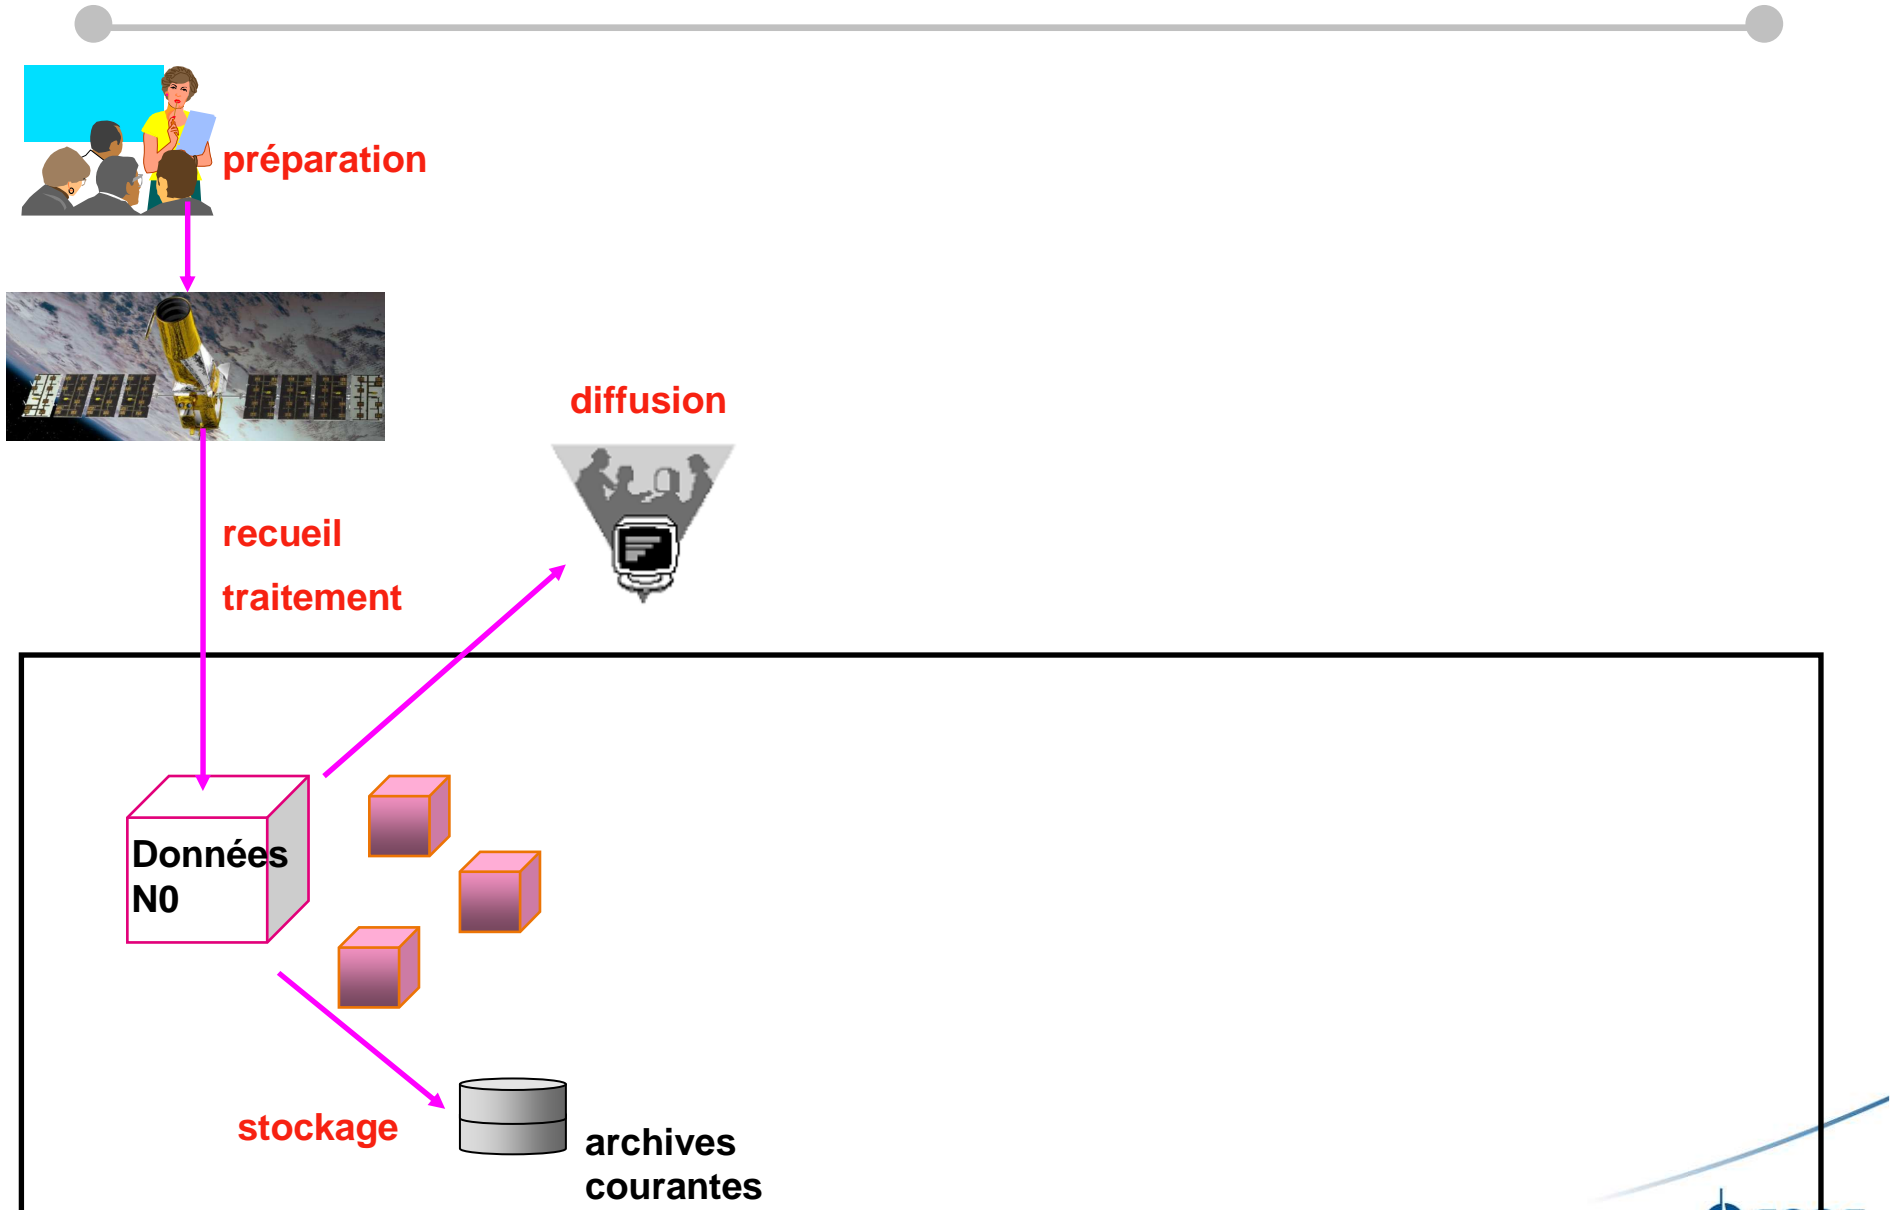 préparation
diffusion
recueil
traitement
Données
N0
stockage
archives
courantes